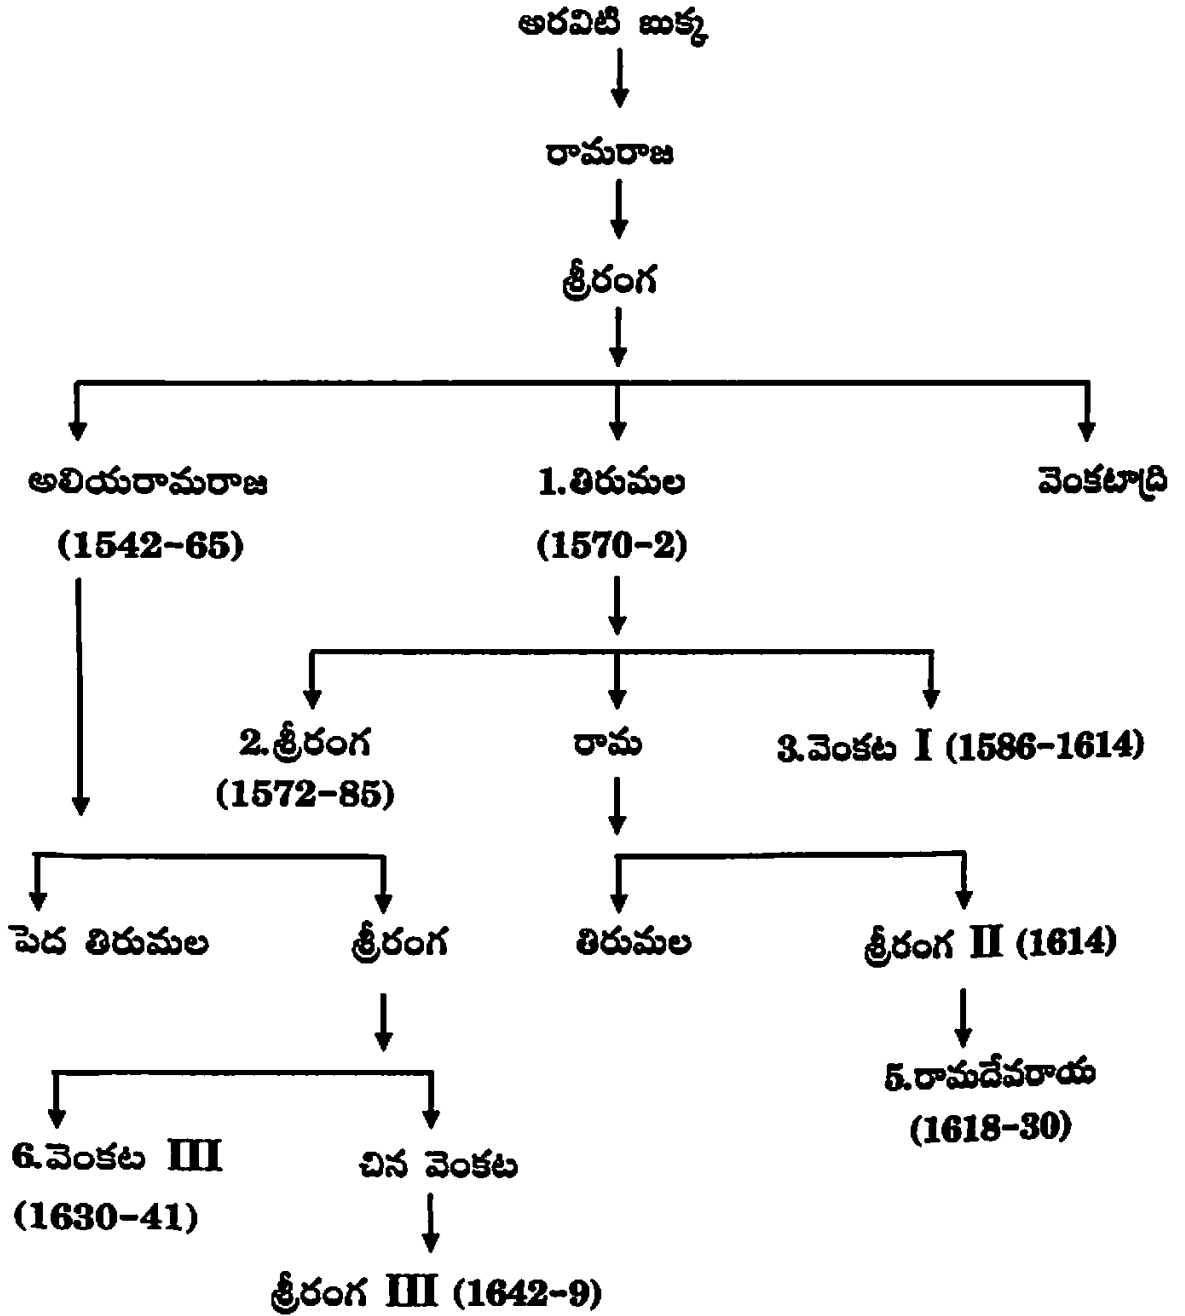 అరవిటి బుక్క
రామరాజ
శ్రీరంగ
అలియరామరాజ 1.తిరుమల వెంకటాద్రి
(1542-65) (1570-2)
2.శ్రీరంగ రామ 3.వెంకట I (1586-1614)
(1572-85)
పెద తిరుమల శ్రీరంగ తిరుమల శ్రీరంగ II (1614)
5.రామదేవరాయ
(1618-30)
6.వెంకట III చిన వెంకట
(1630-41)
శ్రీరంగ III (1642-9)